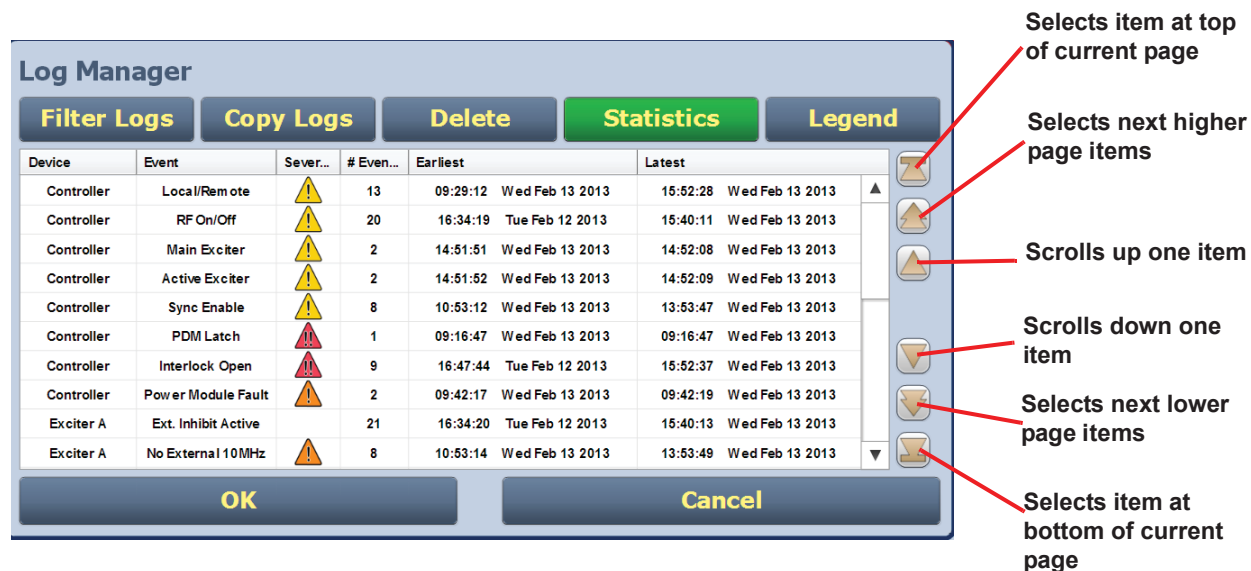 Selects item at top
of current page
Log Manager
Filter Logs Copy Logs Delete Statistics Legend
Selects next higher
page items
Device Event Sever... # Even... Earliest Latest
Controller Local/Remote 13 09:29:12 Wed Feb 13 2013 15:52:28 Wed Feb 13 2013
Controller RF On/Off 20 16:34:19 Tue Feb 12 2013 15:40:11 Wed Feb 13 2013
Controller Main Exciter 2 14:51:51 Wed Feb 13 2013 14:52:08 Wed Feb 13 2013
Scrolls up one item
Controller Active Exciter 2 14:51:52 Wed Feb 13 2013 14:52:09 Wed Feb 13 2013
Controller Sync Enable 8 10:53:12 Wed Feb 13 2013 13:53:47 Wed Feb 13 2013
Controller PDM Latch 1 09:16:47 Wed Feb 13 2013 09:16:47 Wed Feb 13 2013
Scrolls down one
item
Controller Interlock Open 9 16:47:44 Tue Feb 12 2013 15:52:37 Wed Feb 13 2013
Controller Power Module Fault 2 09:42:17 Wed Feb 13 2013 09:42:19 Wed Feb 13 2013
Selects next lower
page items
Exciter A Ext. Inhibit Active 21 16:34:20 Tue Feb 12 2013 15:40:13 Wed Feb 13 2013
Exciter A No External 10MHz 8 10:53:14 Wed Feb 13 2013 13:53:49 Wed Feb 13 2013
OK Cancel
Selects item at
bottom of current
page